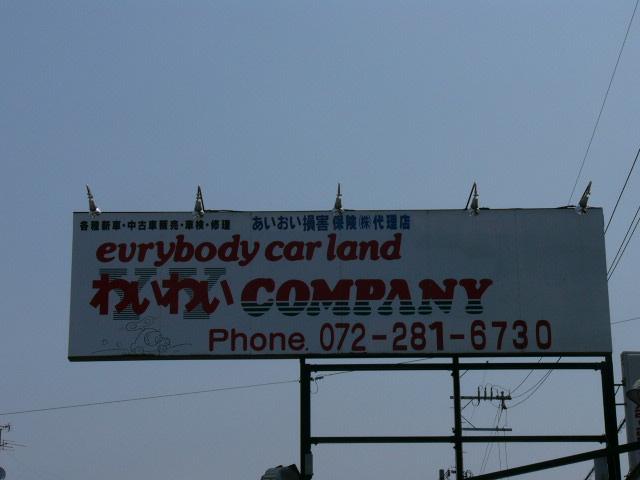 各種新車・中古車販売・車検・修理 あいおい損害保険㈱代理店
evrybody car land
わいわい COMPANY
Phone. 072-281-6730